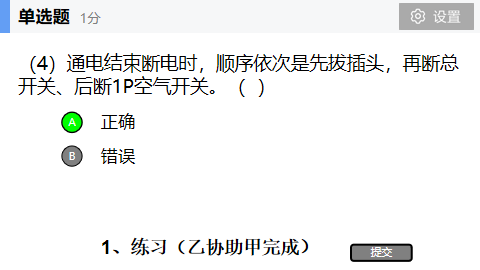 单选题 1分
设置
（4）通电结束断电时，顺序依次是先拔插头，再断总
开关、后断1P空气开关。（ ）
A 正确
B 错误
1、练习（乙协助甲完成）
提交